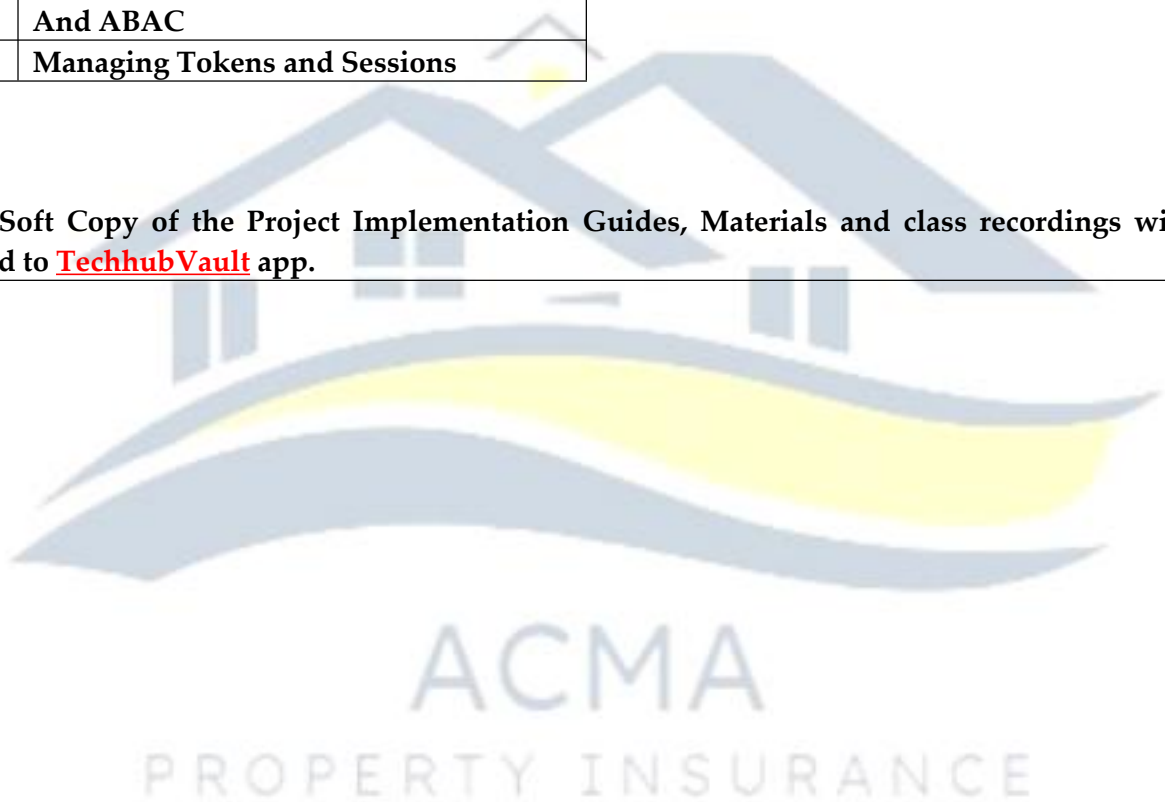 And ABAC
Managing Tokens and Sessions
Soft Copy of the Project Implementation Guides, Materials and class recordings
to TechhubVault app.
ACMA
PROPERTY INSURANCE